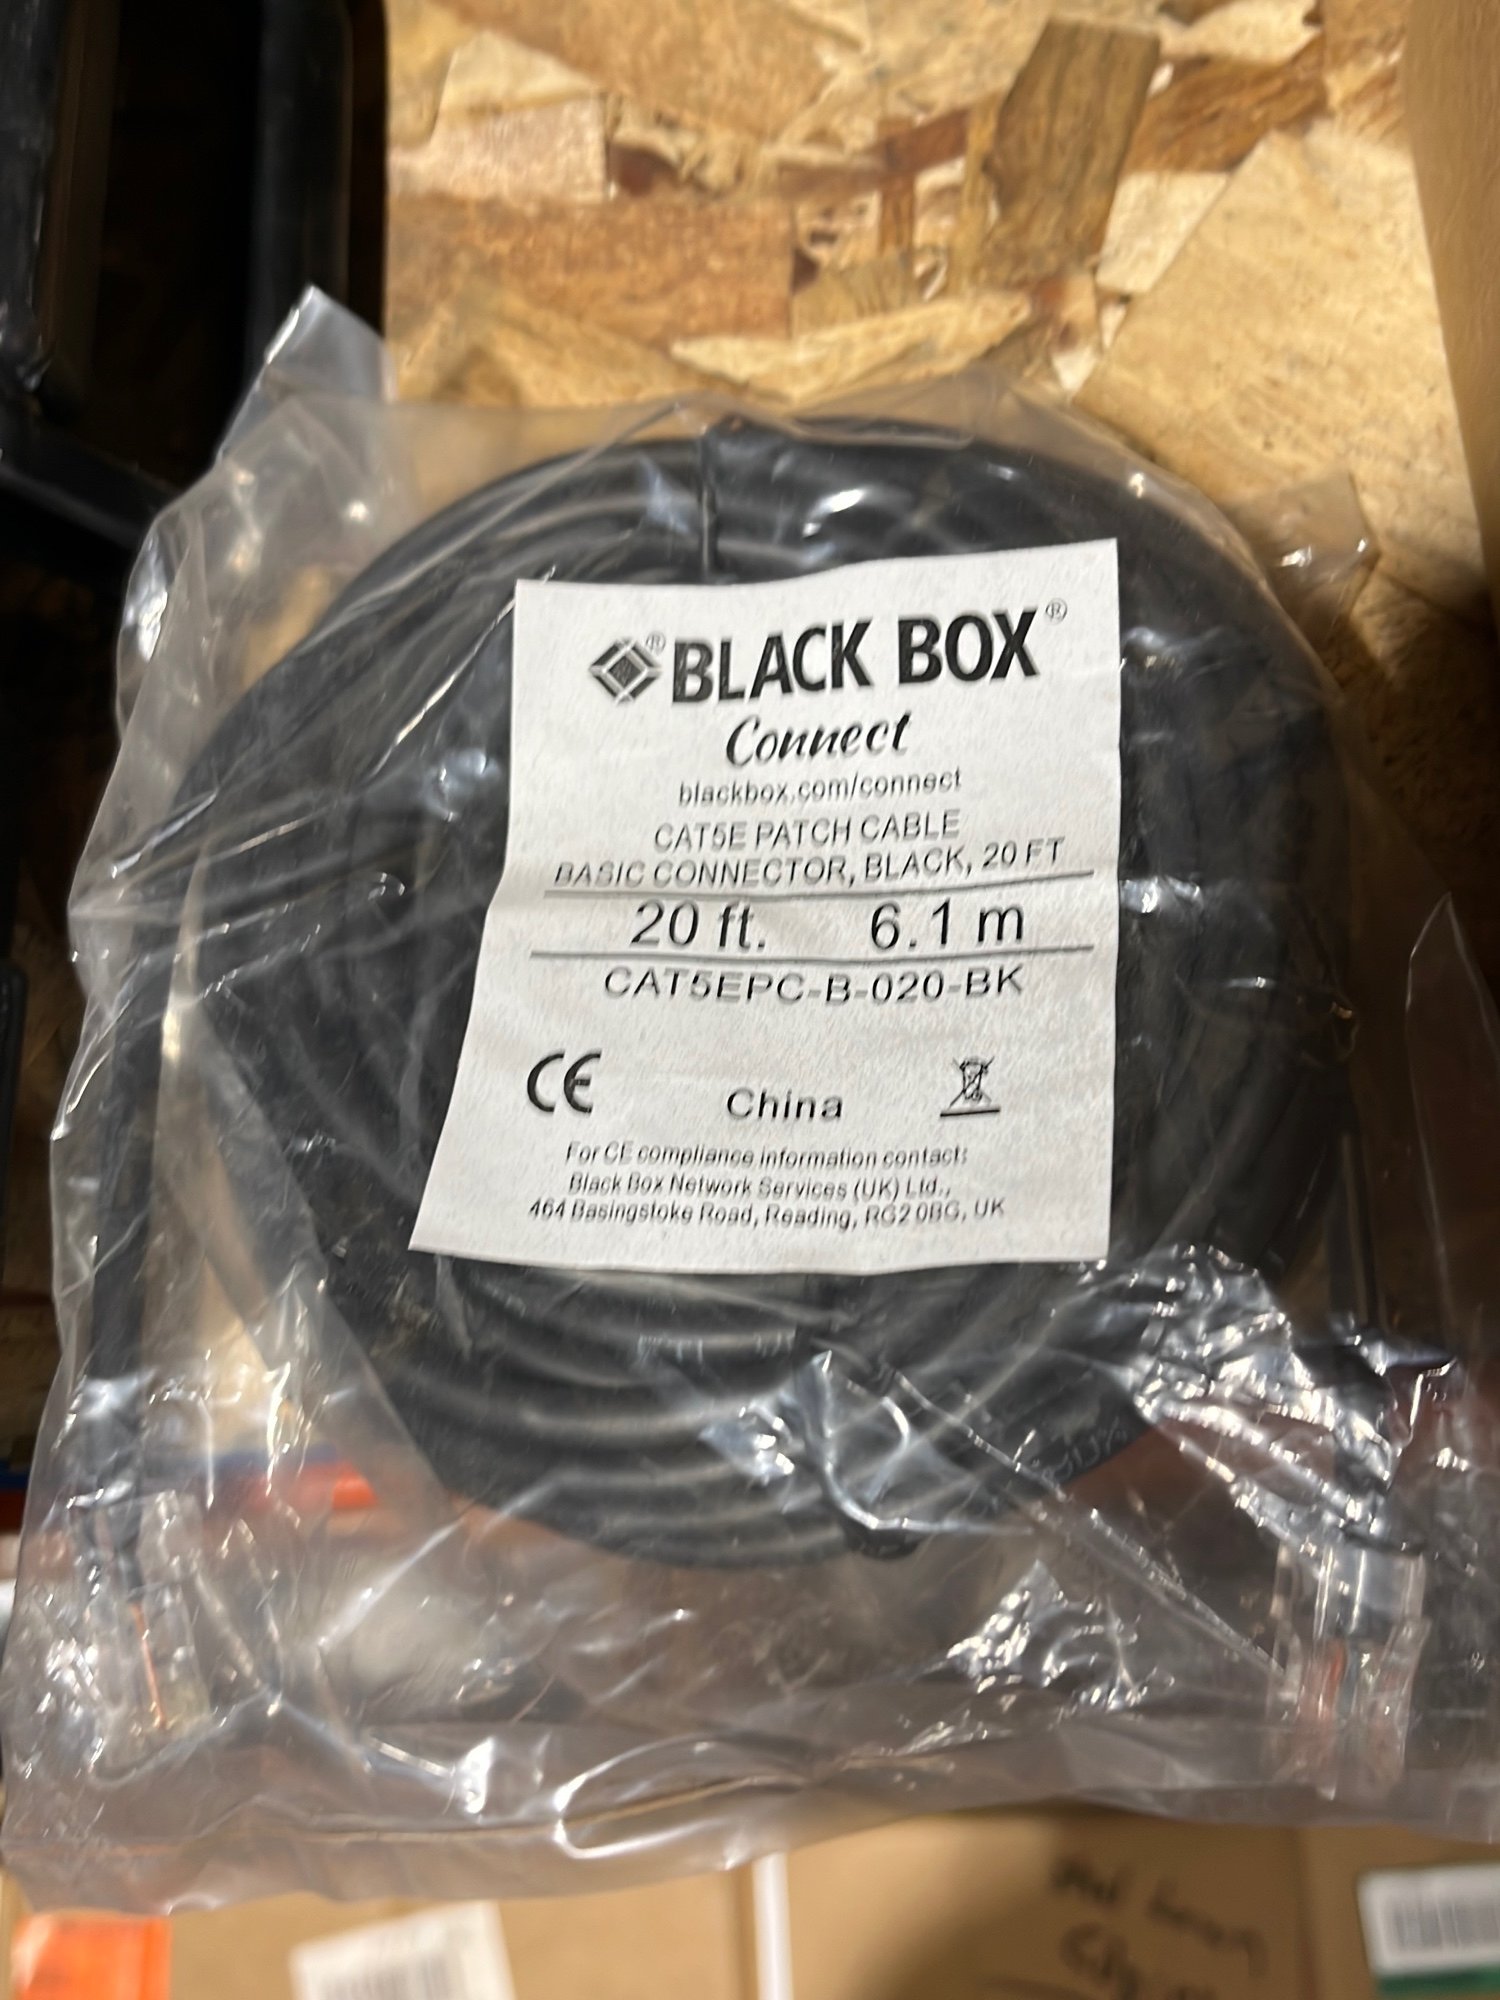 ®BLACK BOX®
Connect
blackbox.com/connect
CAT5E PATCH CABLE
BASIC CONNECTOR, BLACK, 20 FT
20 ft. 6.1 m
CAT5EPC-B-020-BK
CE
China
For CE compliance information contact:
Black Box Network Services (UK) Ltd.,
464 Basingstoke Road, Reading, RG2 0BG, UK